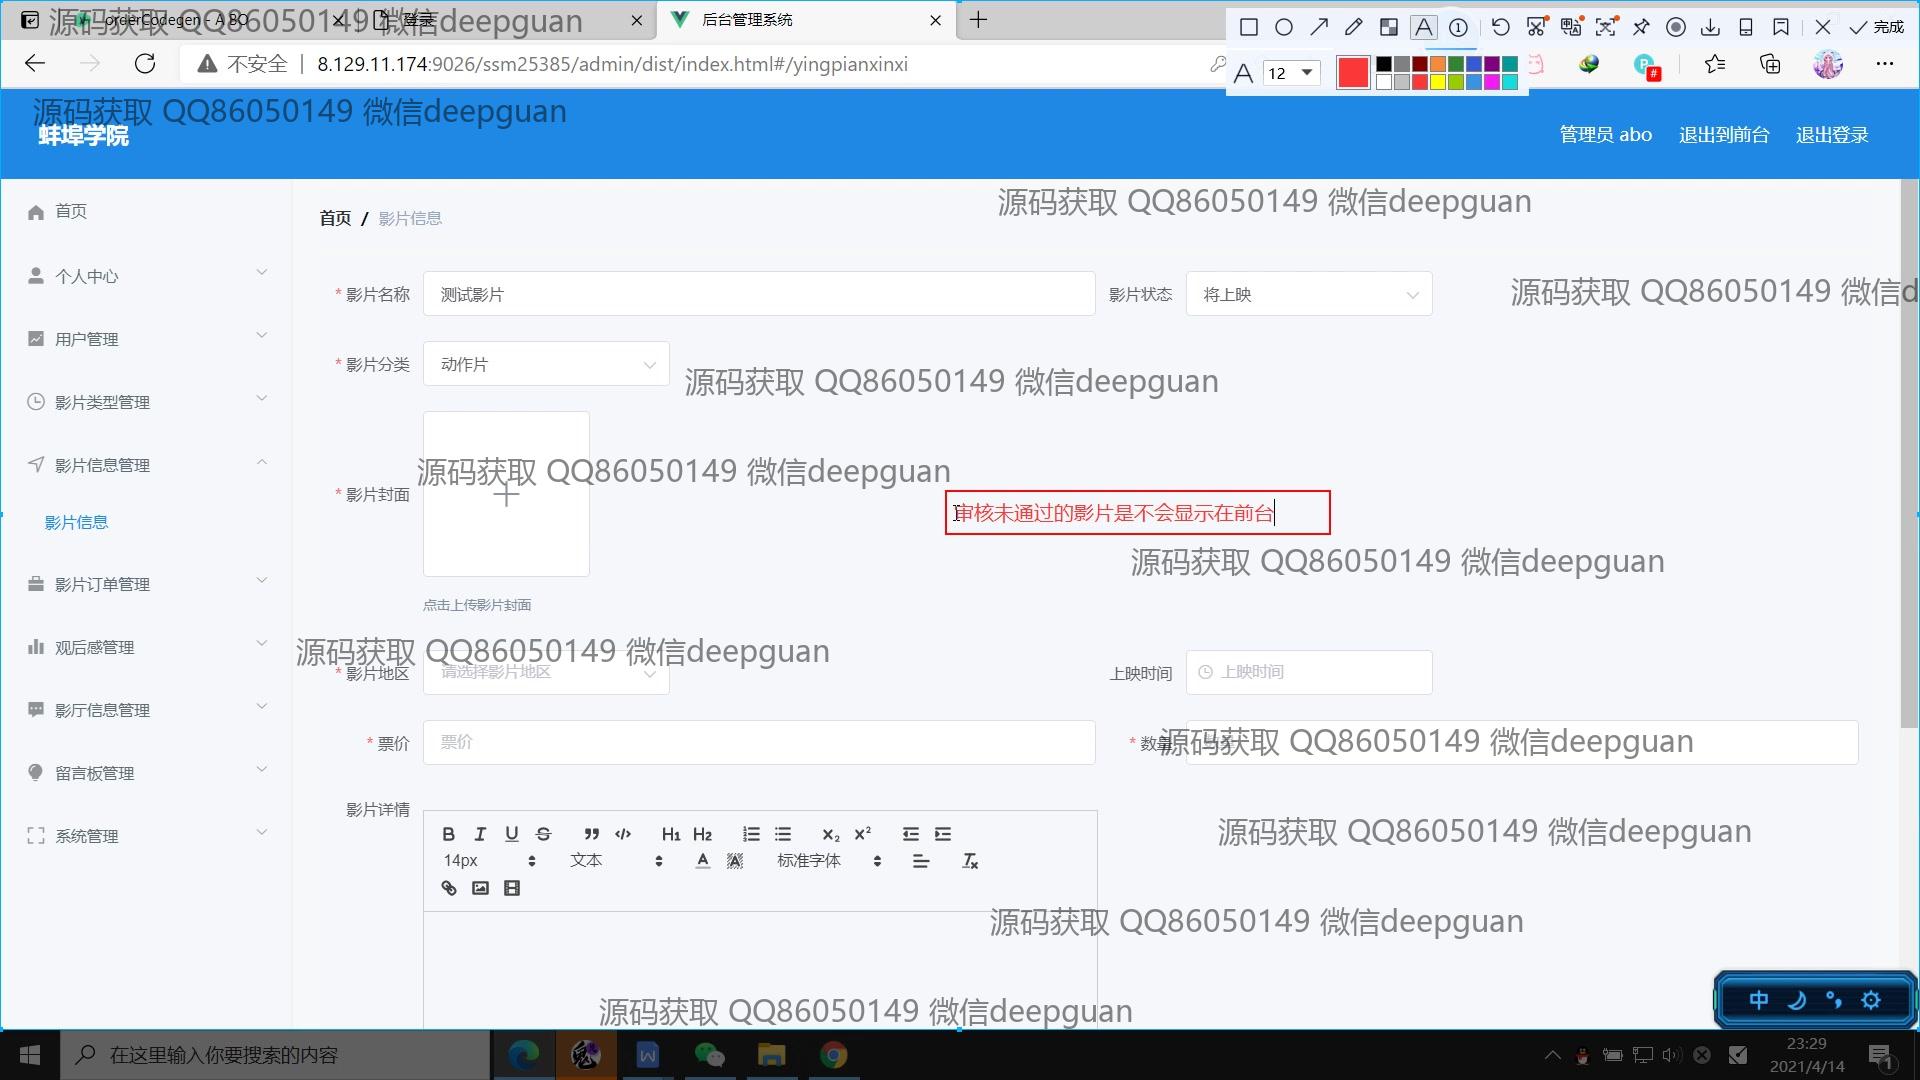 orderCodegen - A BO
登录
后台管理系统
源码获取 QQ86050149 微信deepguan
完成
不安全
8.129.11.174:9026/ssm25385/admin/dist/index.html#/yingpianxinxi
12
源码获取 QQ86050149 微信deepguan
蚌埠学院
管理员 abo
退出到前台
退出登录
源码获取 QQ86050149 微信deepguan
首页
首页 / 影片信息
个人中心
* 影片名称
测试影片
影片状态
将上映
源码获取 QQ86050149 微信d
用户管理
* 影片分类
动作片
源码获取 QQ86050149 微信deepguan
影片类型管理
影片信息管理
源码获取 QQ86050149 微信deepguan
* 影片封面
审核未通过的影片是不会显示在前台
影片信息
源码获取 QQ86050149 微信deepguan
影片订单管理
点击上传影片封面
观后感管理
源码获取 QQ86050149 微信deepguan
* 影片地区
请选择影片地区
上映时间
上映时间
影厅信息管理
* 票价
票价
* 数量
源码获取 QQ86050149 微信deepguan
留言板管理
影片详情
系统管理
B I U S H1 H2 x2 x2
源码获取 QQ86050149 微信deepguan
14px
文本
A
标准字体
源码获取 QQ86050149 微信deepguan
源码获取 QQ86050149 微信deepguan
中
在这里输入你要搜索的内容
23:29
2021/4/14
1